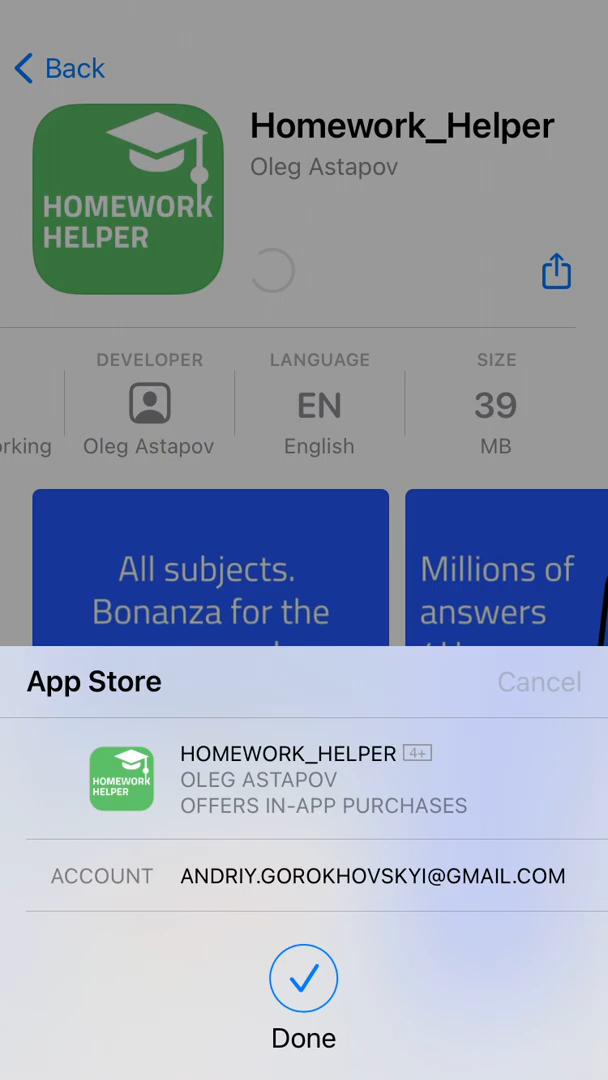 Back
HOMEWORK
HELPER
Homework_Helper
Oleg Astapov
DEVELOPER
LANGUAGE
SIZE
EN
39
rking
Oleg Astapov
English
MB
All subjects.
Bonanza for the
Millions of
answers
App Store
Cancel
HOMEWORK
HELPER
HOMEWORK_HELPER 4+
OLEG ASTAPOV
OFFERS IN-APP PURCHASES
ACCOUNT
ANDRIY.GOROKHOVSKYI@GMAIL.COM
Done